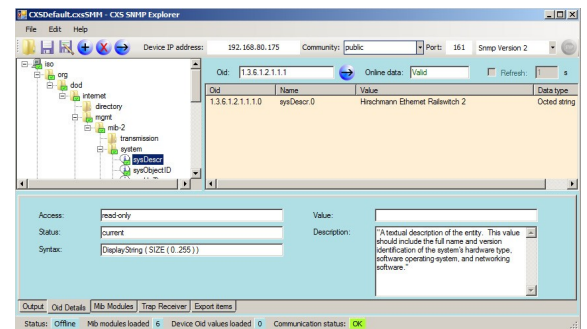 CXSDefault.cxsSMM - CXS SNMP Explorer
File Edit Help
Device IP address: 192.168.80.175 Community: public Port: 161 Snmp Version 2
iso
org
dod
internet
directory
mgmt
mib-2
transmission
system
sysDescr
sysObjectID
Oid: 1.3.6.1.2.1.1.1 Online data: Valid Refresh: 1 s
Oid Name Value Data type
1.3.6.1.2.1.1.1.0 sysDescr.0 Hirschmann Ethernet Railswitch 2 Octed string
Access: read-only
Status: current
Syntax: DisplayString ( SIZE ( 0..255 ) )
Value:
Description: "A textual description of the entity. This value
should include the full name and version
identification of the system's hardware type,
software operating-system, and networking
software."
Output Oid Details Mib Modules Trap Receiver Export items
Status: Offline Mib modules loaded 6 Device Oid values loaded 0 Communication status: OK